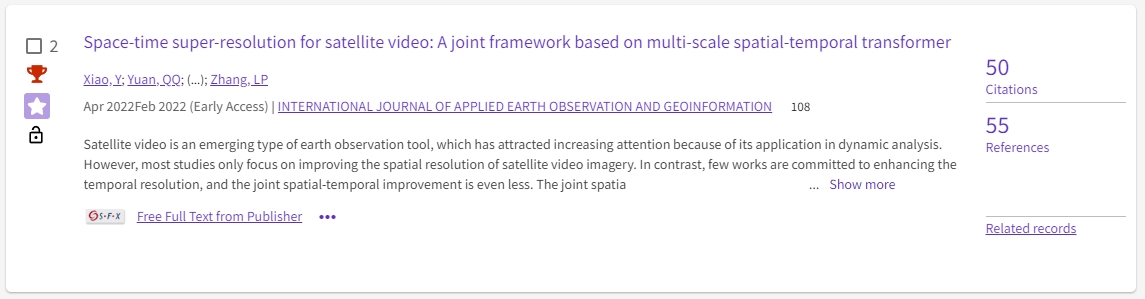 2
Space-time super-resolution for satellite video: A joint framework based on multi-scale spatial-temporal transformer
Xiao, Y; Yuan, QQ; (...); Zhang, LP
Apr 2022Feb 2022 (Early Access) | INTERNATIONAL JOURNAL OF APPLIED EARTH OBSERVATION AND GEOINFORMATION 108
Satellite video is an emerging type of earth observation tool, which has attracted increasing attention because of its application in dynamic analysis.
However, most studies only focus on improving the spatial resolution of satellite video imagery. In contrast, few works are committed to enhancing the
temporal resolution, and the joint spatial-temporal improvement is even less. The joint spatia ... Show more
S·F·X Free Full Text from Publisher •••
50
Citations
55
References
Related records